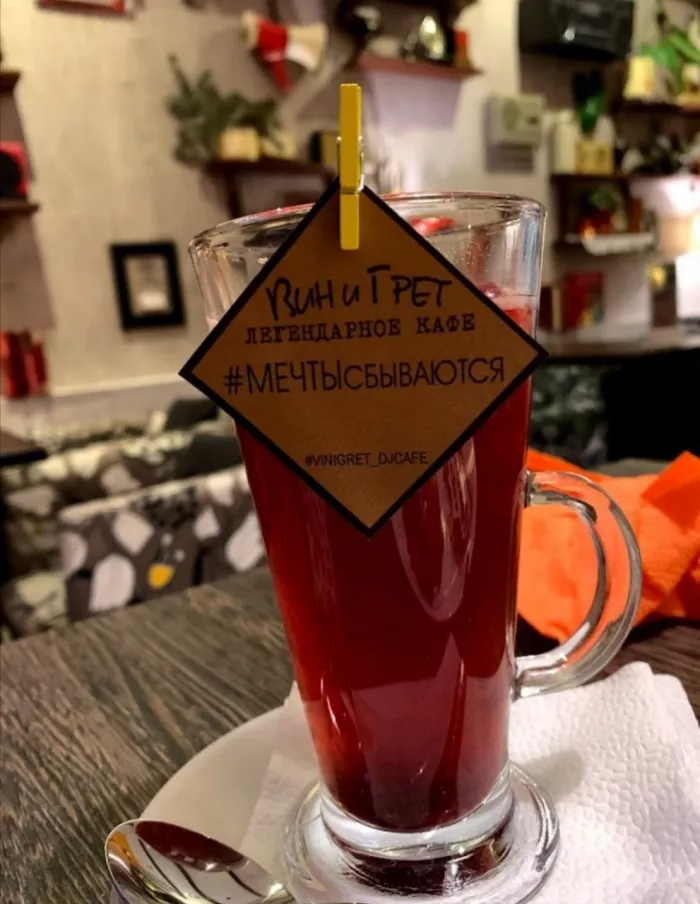 Вин и Грет
ЛЕГЕНДАРНОЕ КАФЕ
#МЕЧТЫСБЫВАЮТСЯ
#VINIGRET_DJCAFE